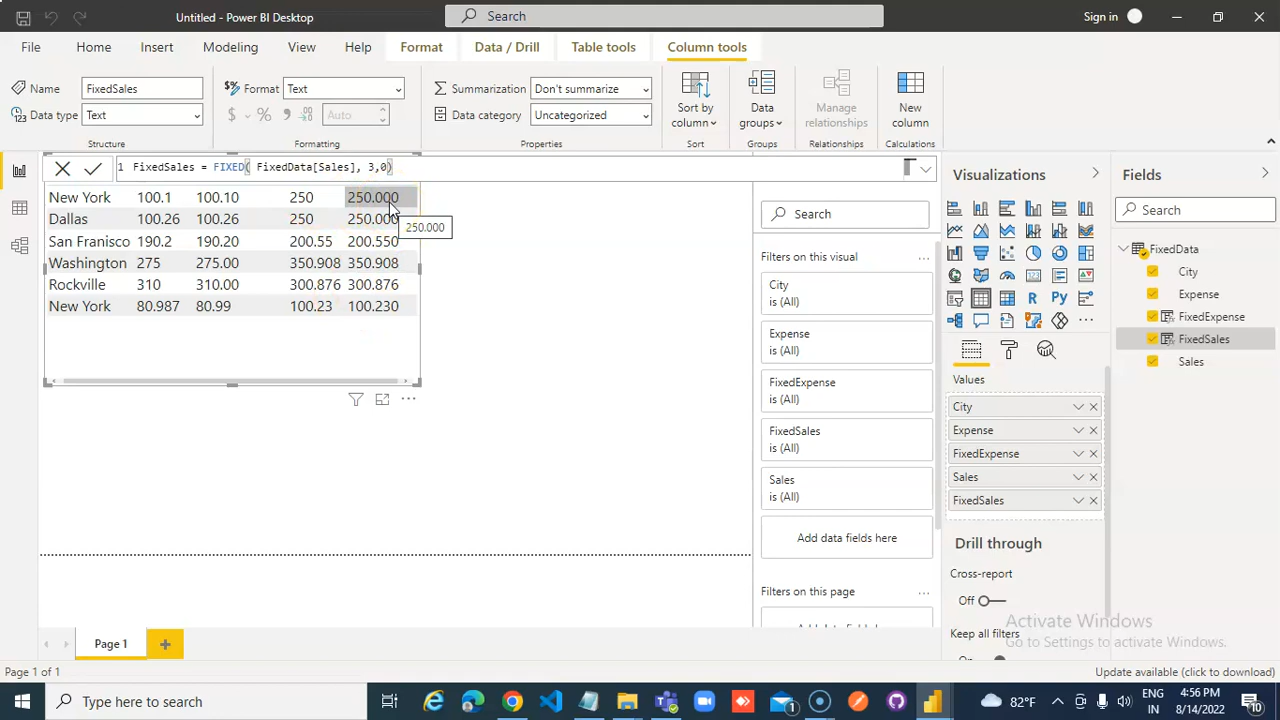 Untitled - Power BI Desktop
Search
Sign in
File
Home
Insert
Modeling
View
Help
Format
Data / Drill
Table tools
Column tools
Name
FixedSales
Format
Text
Summarization
Don't summarize
Data type
Text
$ % 9 Auto
Data category
Uncategorized
Sort by column
Data groups
Manage relationships
New column
Structure
Formatting
Properties
Sort
Groups
Relationships
Calculations
1 FixedSales = FIXED( FixedData[Sales], 3,0)
New York 100.1 100.10 250 250.000
Dallas 100.26 100.26 250 250.000
250.000
San Franisco 190.2 190.20 200.55 200.550
Washington 275 275.00 350.908 350.908
Rockville 310 310.00 300.876 300.876
New York 80.987 80.99 100.23 100.230
Search
Filters on this visual ...
City
is (All)
Expense
is (All)
FixedExpense
is (All)
FixedSales
is (All)
Sales
is (All)
Add data fields here
Filters on this page ...
Visualizations
R Py
Values
City
Expense
FixedExpense
Sales
FixedSales
Drill through
Cross-report
Off
Keep all filters
Fields
Search
FixedData
City
Expense
FixedExpense
FixedSales
Sales
Activate Windows
Go to Settings to activate Windows.
Page 1
Page 1 of 1
Update available (click to download)
Type here to search
1
82°F
ENG
IN
4:56 PM
8/14/2022
10